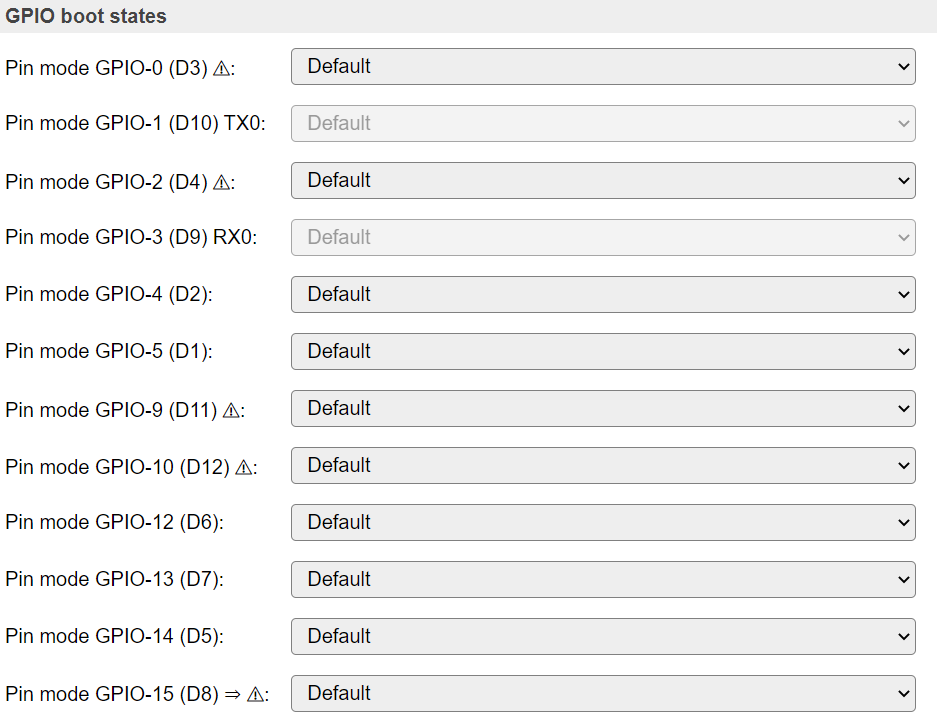 GPIO boot states
Pin mode GPIO-0 (D3) ⚠: Default
Pin mode GPIO-1 (D10) TX0: Default
Pin mode GPIO-2 (D4) ⚠: Default
Pin mode GPIO-3 (D9) RX0: Default
Pin mode GPIO-4 (D2): Default
Pin mode GPIO-5 (D1): Default
Pin mode GPIO-9 (D11) ⚠: Default
Pin mode GPIO-10 (D12) ⚠: Default
Pin mode GPIO-12 (D6): Default
Pin mode GPIO-13 (D7): Default
Pin mode GPIO-14 (D5): Default
Pin mode GPIO-15 (D8) ⇒ ⚠: Default